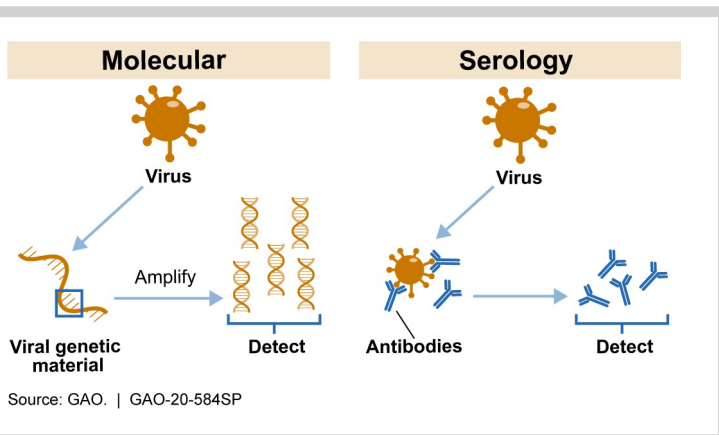 Molecular
Serology
Virus
Virus
Amplify
Viral genetic
material
Detect
Antibodies
Detect
Source: GAO. | GAO-20-584SP